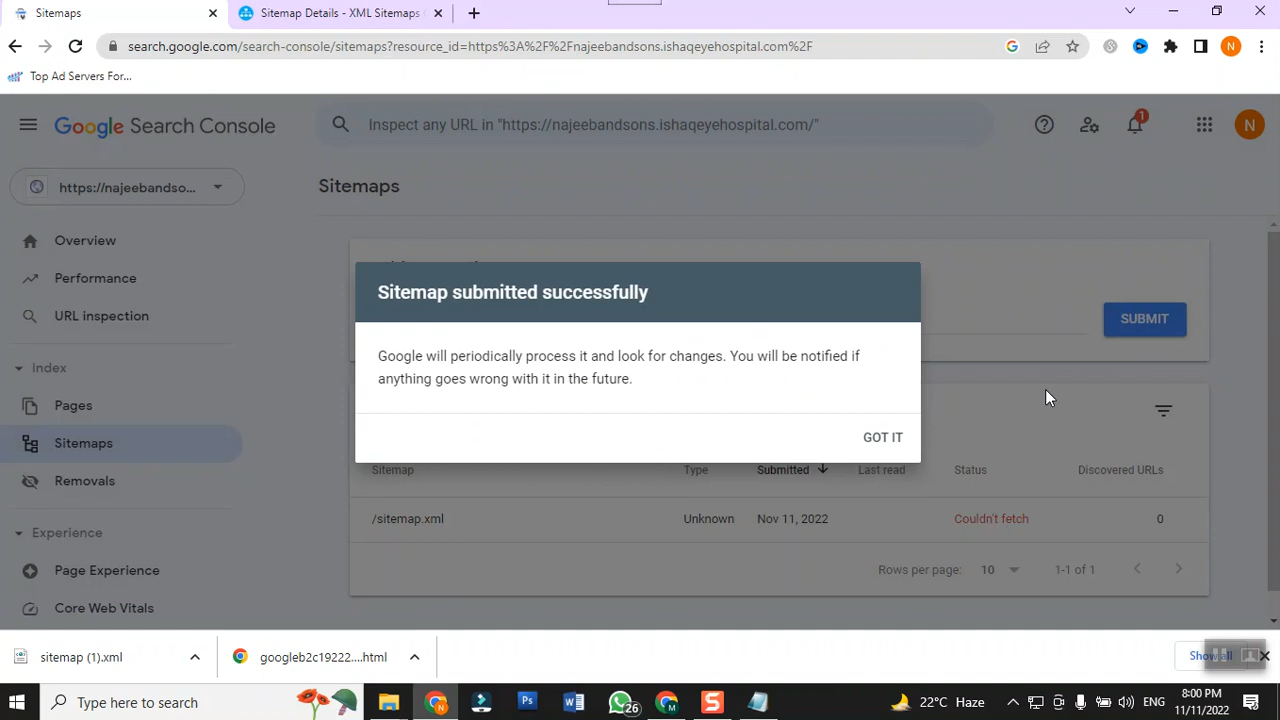 Sitemaps
Sitemap Details - XML Sitemaps
search.google.com/search-console/sitemaps?resource_id=https%3A%2F%2Fnajeebandsons.ishaqeyehospital.com%2F
N
Top Ad Servers For...
Google Search Console
Inspect any URL in "https://najeebandsons.ishaqeyehospital.com/"
1
N
https://najeebandso...
Sitemaps
Overview
Performance
URL inspection
Index
Pages
Sitemaps
Removals
Experience
Page Experience
Core Web Vitals
SUBMIT
Sitemap submitted successfully
Google will periodically process it and look for changes. You will be notified if
anything goes wrong with it in the future.
GOT IT
Sitemap Type Submitted Last read Status Discovered URLs
/sitemap.xml Unknown Nov 11, 2022 Couldn't fetch 0
Rows per page: 10 1-1 of 1
sitemap (1).xml
googleb2c19222....html
Show all
Type here to search
26
22°C Haze
ENG
8:00 PM
11/11/2022